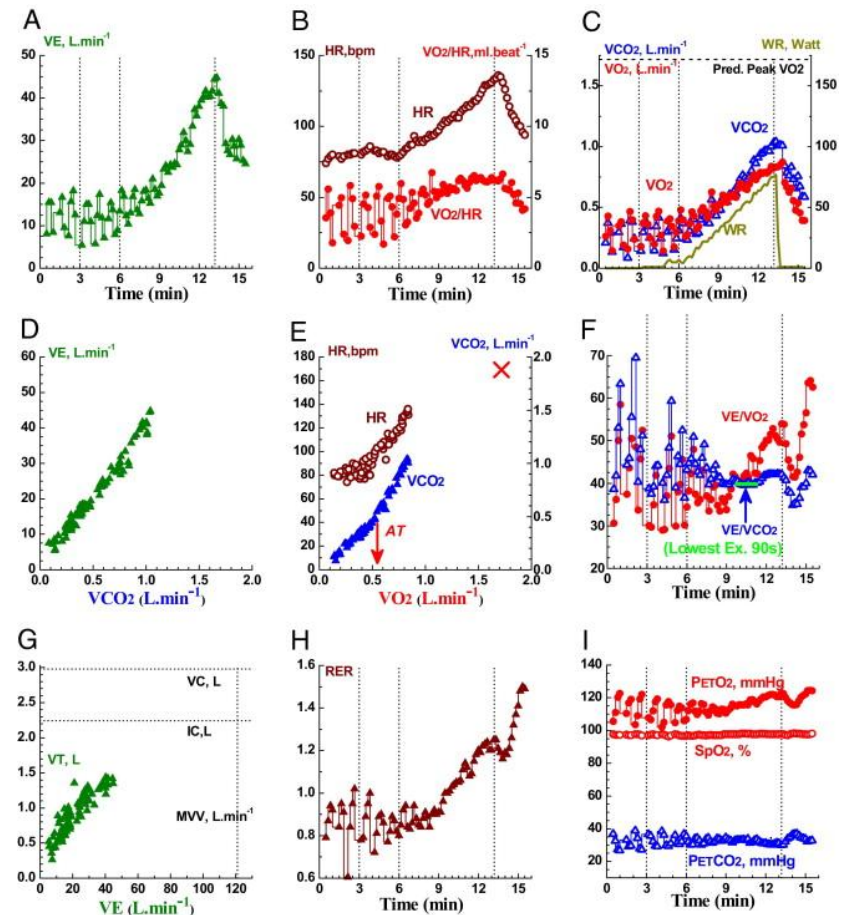 A
VE, L.min⁻¹
50
40
30
20
10
0
0 3 6 9 12 15
Time (min)
B
HR,bpm
VO2/HR,ml.beat⁻¹
150
100
50
0
15
10
5
0
HR
VO2/HR
0 3 6 9 12 15
Time (min)
C
VCO2, L.min⁻¹
WR, Watt
VO2, L.min⁻¹
Pred. Peak VO2
1.5
1.0
0.5
0.0
175
150
125
100
75
50
25
0
VCO2
VO2
WR
0 3 6 9 12 15
Time (min)
D
VE, L.min⁻¹
60
50
40
30
20
10
0
0.0 0.5 1.0 1.5 2.0
VCO2 (L.min⁻¹)
E
HR,bpm
VCO2, L.min⁻¹
180
160
140
120
100
80
60
40
20
0
2.0
1.5
1.0
0.5
0.0
HR
VCO2
AT
0.0 0.5 1.0 1.5 2.0
VO2 (L.min⁻¹)
F
70
60
50
40
30
20
VE/VO2
VE/VCO2
(Lowest Ex. 90s)
0 3 6 9 12 15
Time (min)
G
3.0
2.5
2.0
1.5
1.0
0.5
0.0
VC, L
IC,L
VT, L
MVV, L.min⁻¹
0 20 40 60 80 100 120
VE (L.min⁻¹)
H
RER
1.6
1.4
1.2
1.0
0.8
0.6
0 3 6 9 12 15
Time (min)
I
140
120
100
80
60
40
20
PETO2, mmHg
SpO2, %
PETCO2, mmHg
0 3 6 9 12 15
Time (min)